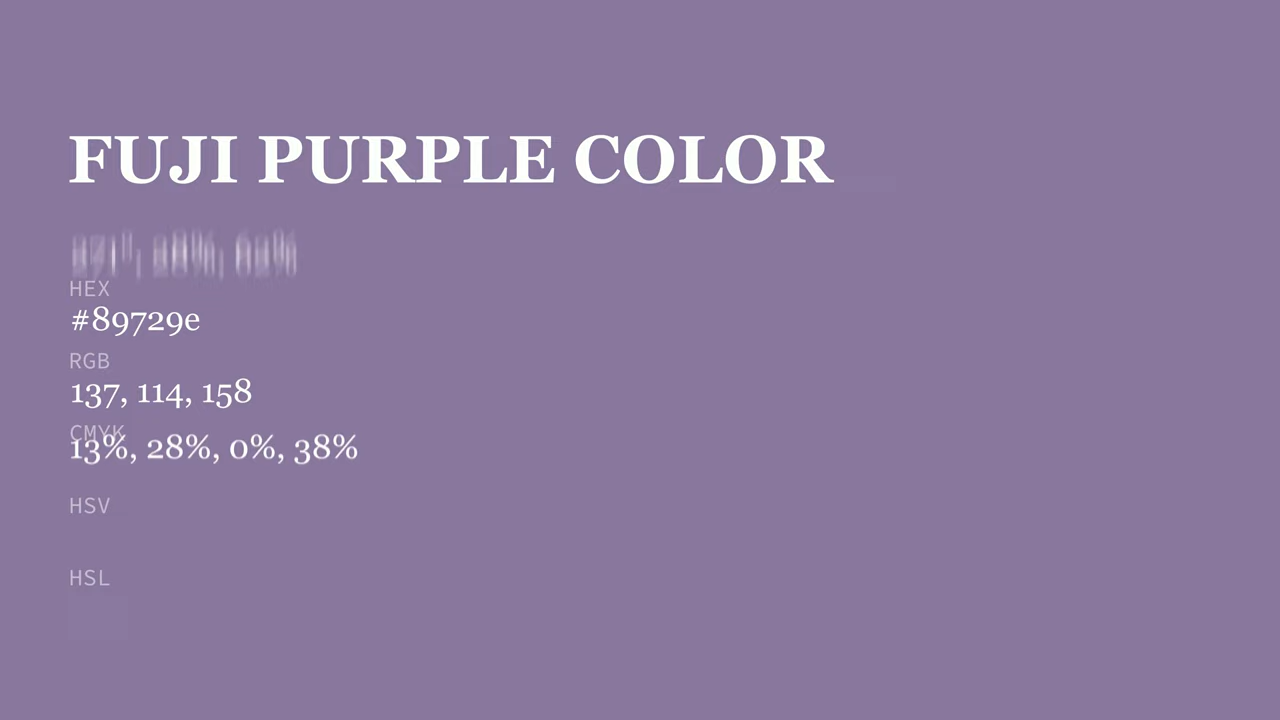 FUJI PURPLE COLOR
HEX
#89729e
RGB
137, 114, 158
CMYK
13%, 28%, 0%, 38%
HSV
HSL